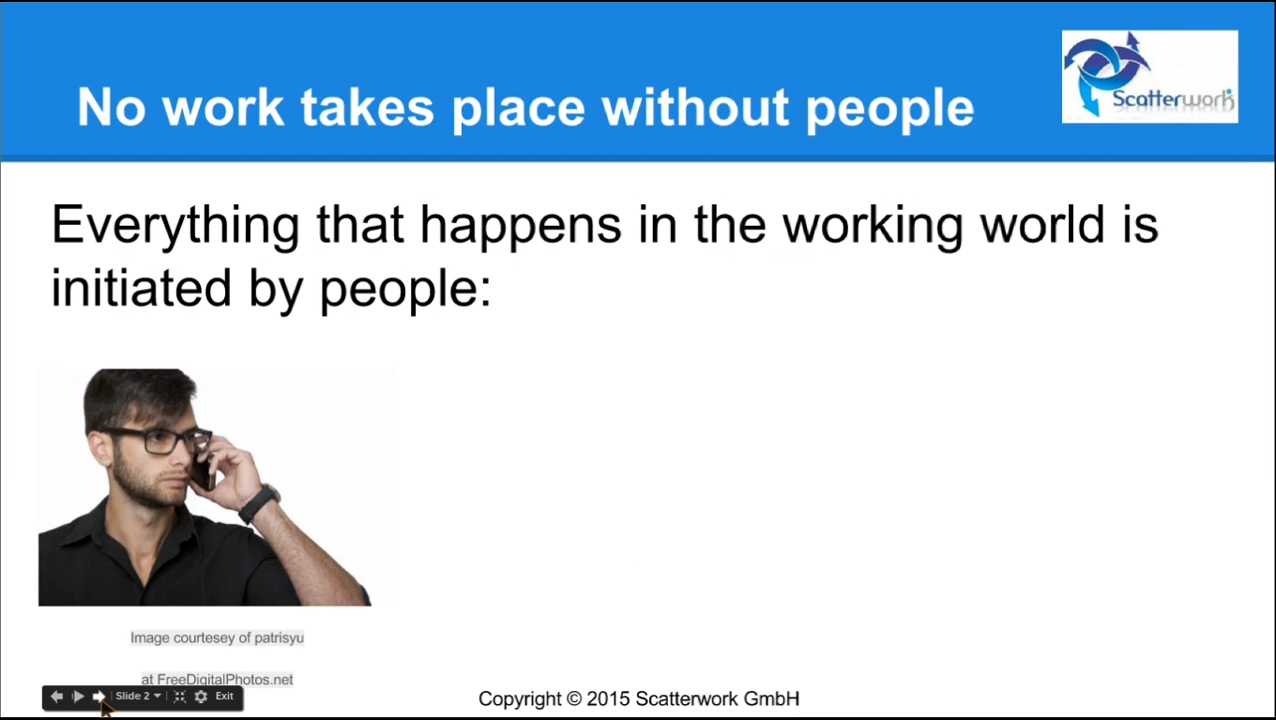 No work takes place without people
Scatterwork
Everything that happens in the working world is
initiated by people:
Image courtesey of patrisyu
at FreeDigitalPhotos.net
Slide 2
Exit
Copyright © 2015 Scatterwork GmbH